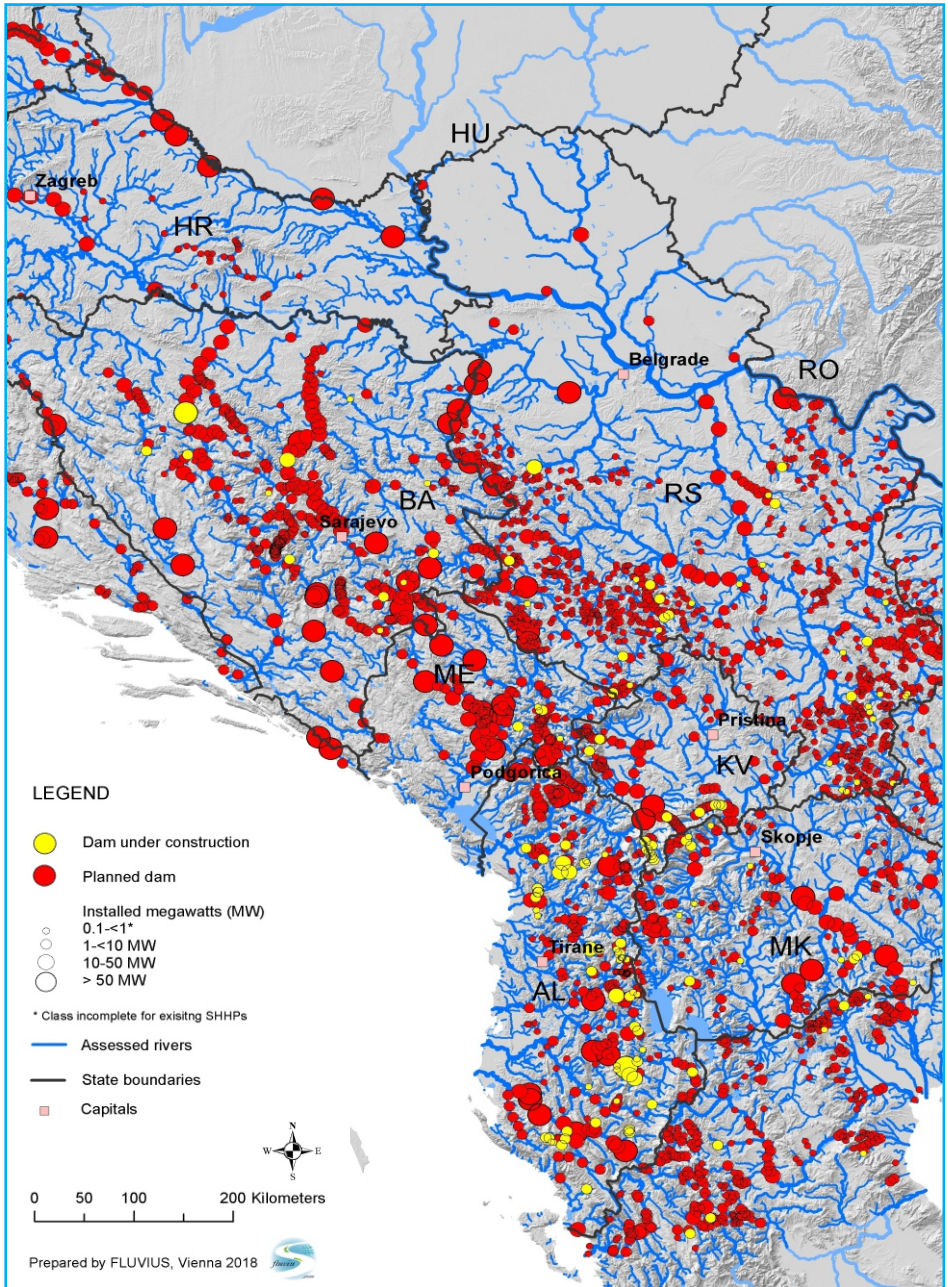 HU
Zagreb
HR
Belgrade
RO
BA
RS
Sarajevo
ME
Pristina
KV
Podgorica
Skopje
Tirane
MK
AL
LEGEND
Dam under construction
Planned dam
Installed megawatts (MW)
0.1-<1*
1-<10 MW
10-50 MW
> 50 MW
* Class incomplete for exisitng SHHPs
Assessed rivers
State boundaries
Capitals
N
W E
S
0 50 100 200 Kilometers
Prepared by FLUVIUS, Vienna 2018